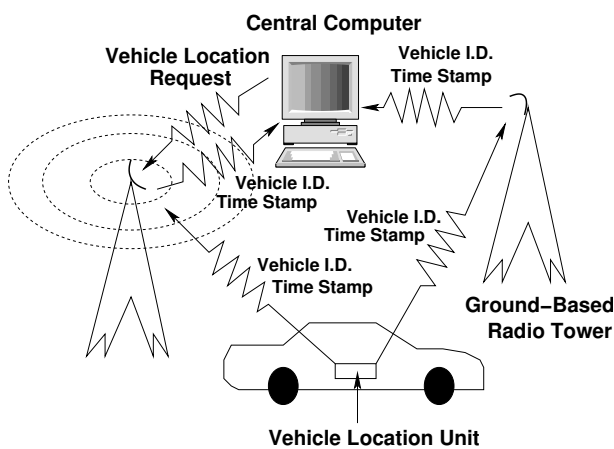 Central Computer
Vehicle Location
Request
Vehicle I.D.
Time Stamp
Vehicle I.D.
Time Stamp
Vehicle I.D.
Time Stamp
Vehicle I.D.
Time Stamp
Ground−Based
Radio Tower
Vehicle Location Unit